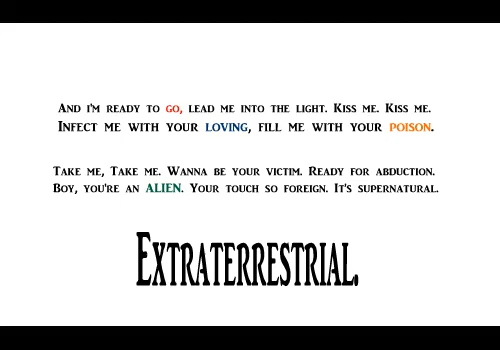 And i'm ready to go, lead me into the light. Kiss me. Kiss me.
Infect me with your loving, fill me with your poison.
Take me, Take me. Wanna be your victim. Ready for abduction.
Boy, you're an ALIEN. Your touch so foreign. It's supernatural.
Extraterrestrial.